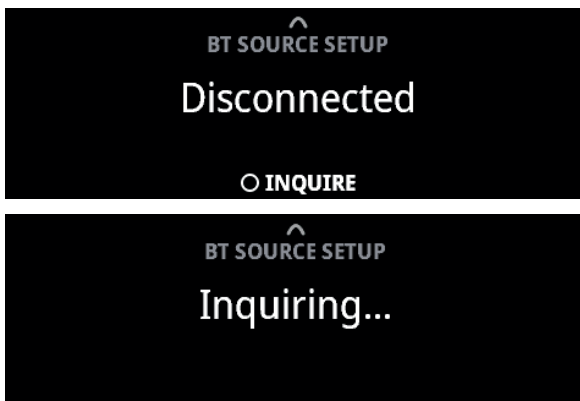 BT SOURCE SETUP
Disconnected
INQUIRE
BT SOURCE SETUP
Inquiring...